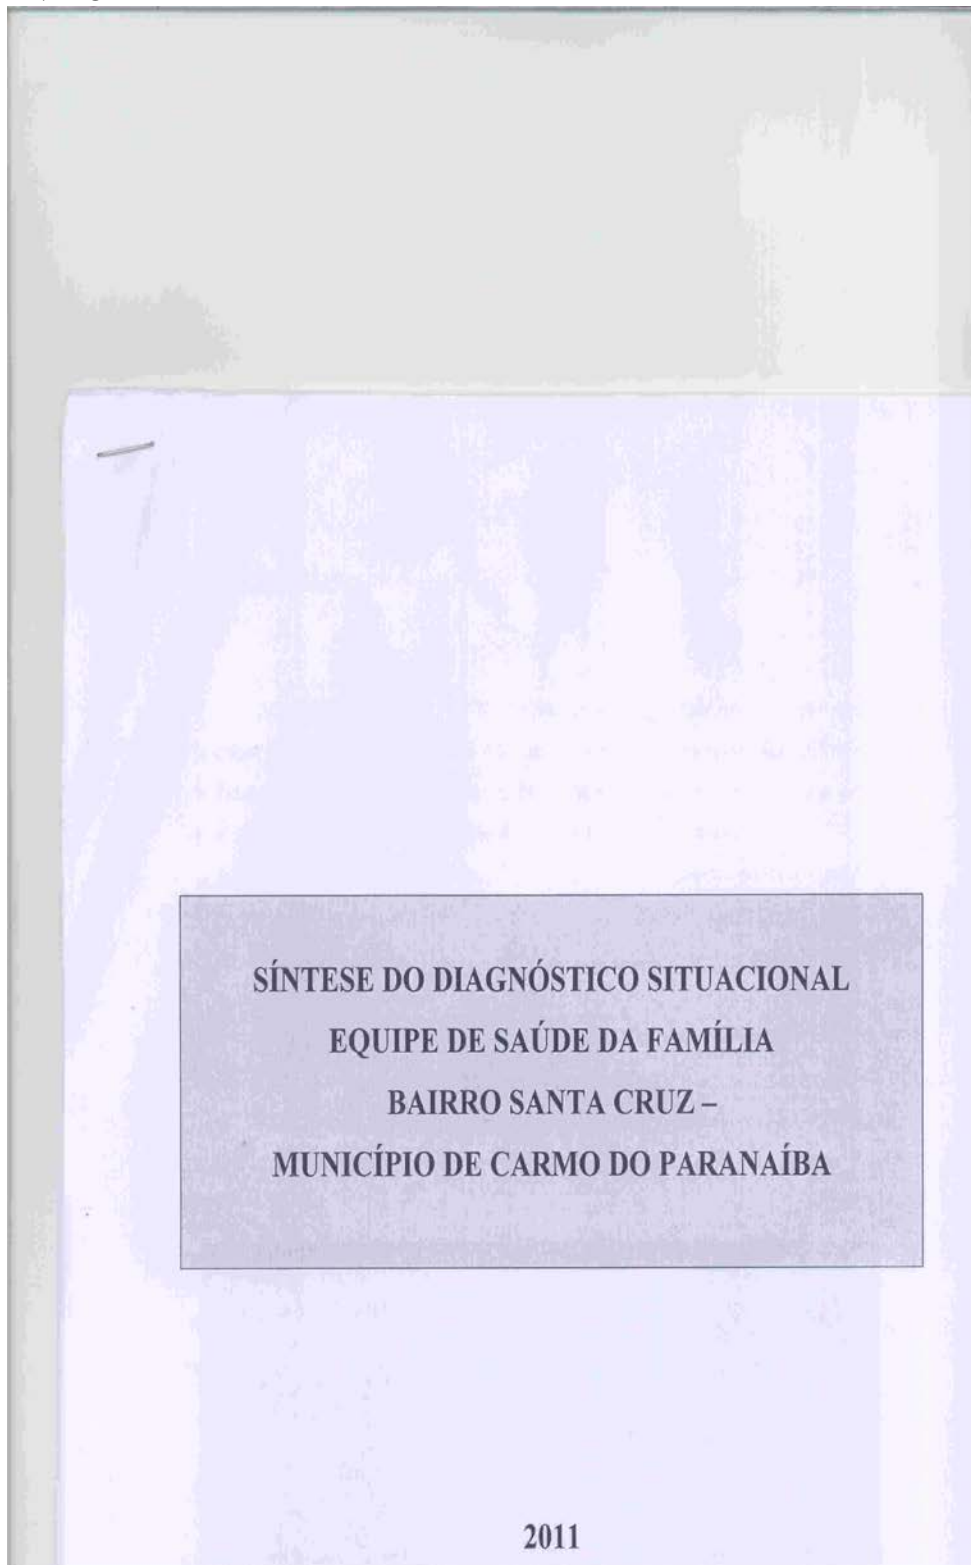 SÍNTESE DO DIAGNÓSTICO SITUACIONAL
EQUIPE DE SAÚDE DA FAMÍLIA
BAIRRO SANTA CRUZ –
MUNICÍPIO DE CARMO DO PARANAÍBA
2011